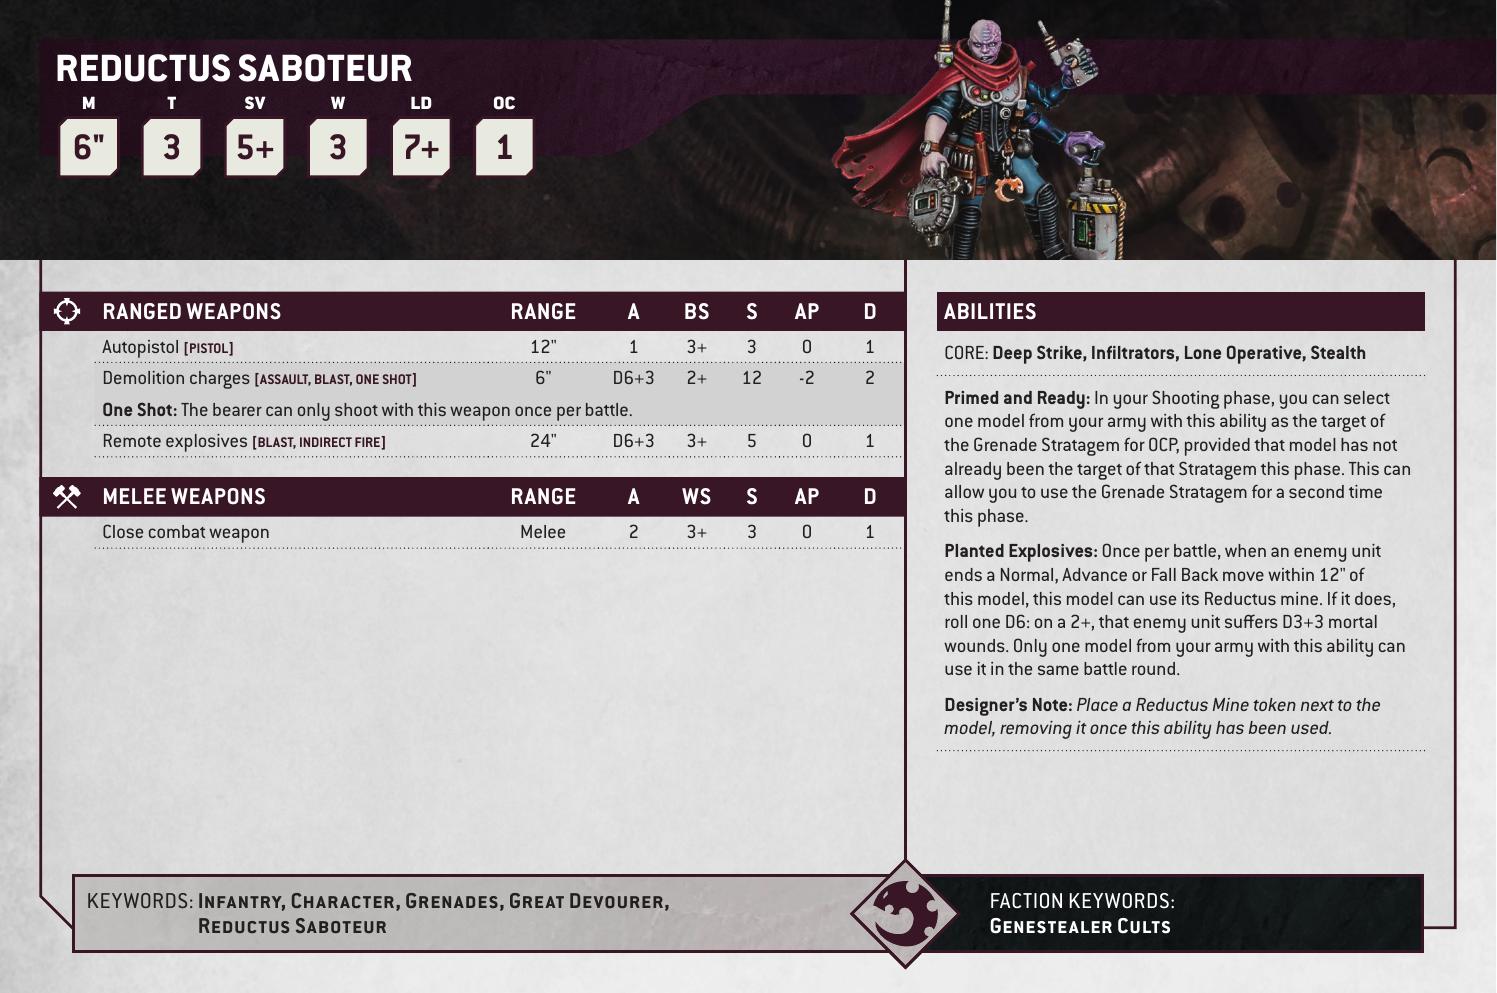 REDUCTUS SABOTEUR
M T SV W LD OC
6" 3 5+ 3 7+ 1
RANGED WEAPONS RANGE A BS S AP D
Autopistol [PISTOL] 12" 1 3+ 3 0 1
Demolition charges [ASSAULT, BLAST, ONE SHOT] 6" D6+3 2+ 12 -2 2
One Shot: The bearer can only shoot with this weapon once per battle.
Remote explosives [BLAST, INDIRECT FIRE] 24" D6+3 3+ 5 0 1
MELEE WEAPONS RANGE A WS S AP D
Close combat weapon Melee 2 3+ 3 0 1
ABILITIES
CORE: Deep Strike, Infiltrators, Lone Operative, Stealth
Primed and Ready: In your Shooting phase, you can select
one model from your army with this ability as the target of
the Grenade Stratagem for 0CP, provided that model has not
already been the target of that Stratagem this phase. This can
allow you to use the Grenade Stratagem for a second time
this phase.
Planted Explosives: Once per battle, when an enemy unit
ends a Normal, Advance or Fall Back move within 12" of
this model, this model can use its Reductus mine. If it does,
roll one D6: on a 2+, that enemy unit suffers D3+3 mortal
wounds. Only one model from your army with this ability can
use it in the same battle round.
Designer's Note: Place a Reductus Mine token next to the
model, removing it once this ability has been used.
KEYWORDS: INFANTRY, CHARACTER, GRENADES, GREAT DEVOURER,
REDUCTUS SABOTEUR
FACTION KEYWORDS:
GENESTEALER CULTS